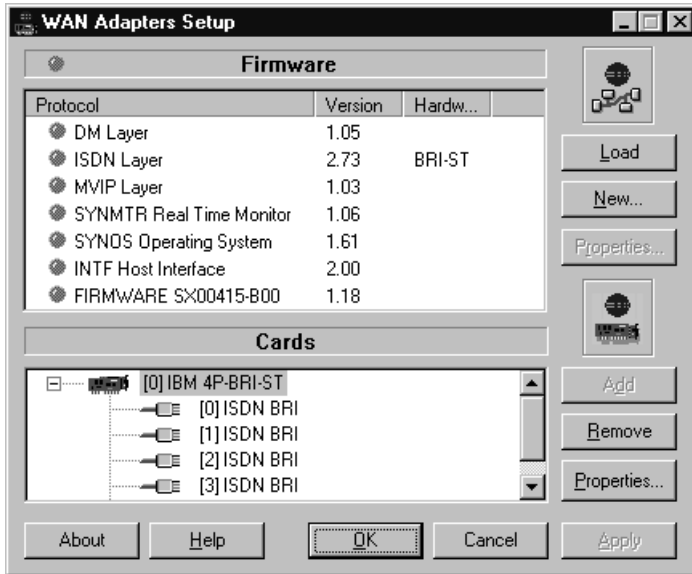 WAN Adapters Setup
Firmware
Protocol Version Hardw...
DM Layer 1.05
ISDN Layer 2.73 BRI-ST
MVIP Layer 1.03
SYNMTR Real Time Monitor 1.06
SYNOS Operating System 1.61
INTF Host Interface 2.00
FIRMWARE SX00415-B00 1.18
Load
New...
Properties...
Cards
[0] IBM 4P-BRI-ST
[0] ISDN BRI
[1] ISDN BRI
[2] ISDN BRI
[3] ISDN BRI
Add
Remove
Properties...
About Help OK Cancel Apply